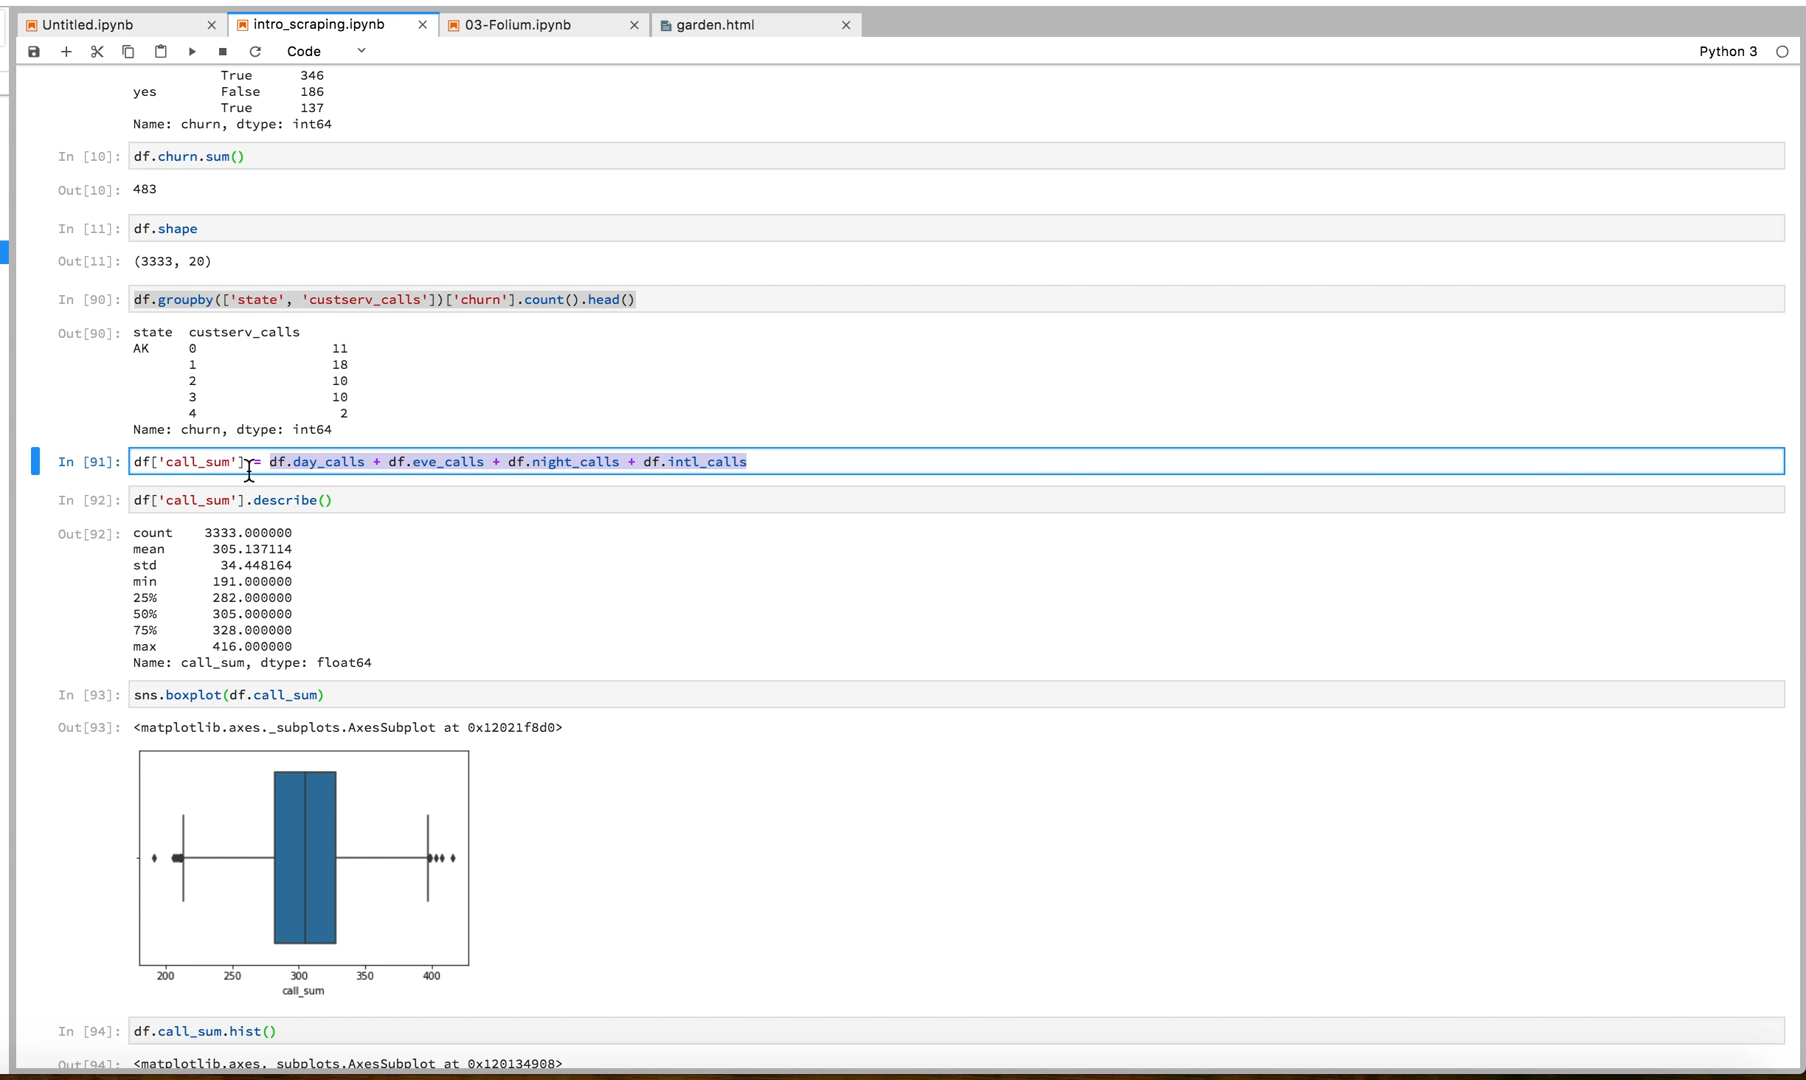 Untitled.ipynb
intro_scraping.ipynb
03-Folium.ipynb
garden.html
Code
Python 3
True 346
yes False 186
True 137
Name: churn, dtype: int64
In [10]: df.churn.sum()
Out[10]: 483
In [11]: df.shape
Out[11]: (3333, 20)
In [90]: df.groupby(['state', 'custserv_calls'])['churn'].count().head()
Out[90]: state custserv_calls
AK 0 11
1 18
2 10
3 10
4 2
Name: churn, dtype: int64
In [91]: df['call_sum'] = df.day_calls + df.eve_calls + df.night_calls + df.intl_calls
In [92]: df['call_sum'].describe()
Out[92]: count 3333.000000
mean 305.137114
std 34.448164
min 191.000000
25% 282.000000
50% 305.000000
75% 328.000000
max 416.000000
Name: call_sum, dtype: float64
In [93]: sns.boxplot(df.call_sum)
Out[93]: <matplotlib.axes._subplots.AxesSubplot at 0x12021f8d0>
200 250 300 350 400
call_sum
In [94]: df.call_sum.hist()
Out[94]: <matplotlib.axes._subplots.AxesSubplot at 0x120134908>